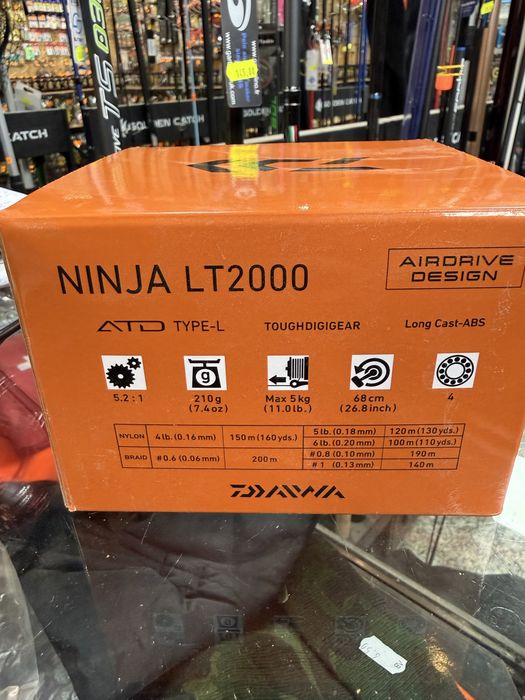 TS
SOLDEN CATCH
CATCH
NINJA LT2000
AIRDRIVE
DESIGN
ATD TYPE-L
TOUGHDIGIGEAR
Long Cast-ABS
g
5.2 : 1
210g
(7.4oz)
Max 5kg
(11.0lb.)
68cm
(26.8inch)
4
NYLON 4lb.(0.16mm) 150m(160yds.) 5lb.(0.18mm) 120m(130yds.)
6lb.(0.20mm) 100m(110yds.)
BRAID #0.6(0.06mm) 200m #0.8(0.10mm) 190m
#1 (0.13mm) 140m
DAIWA